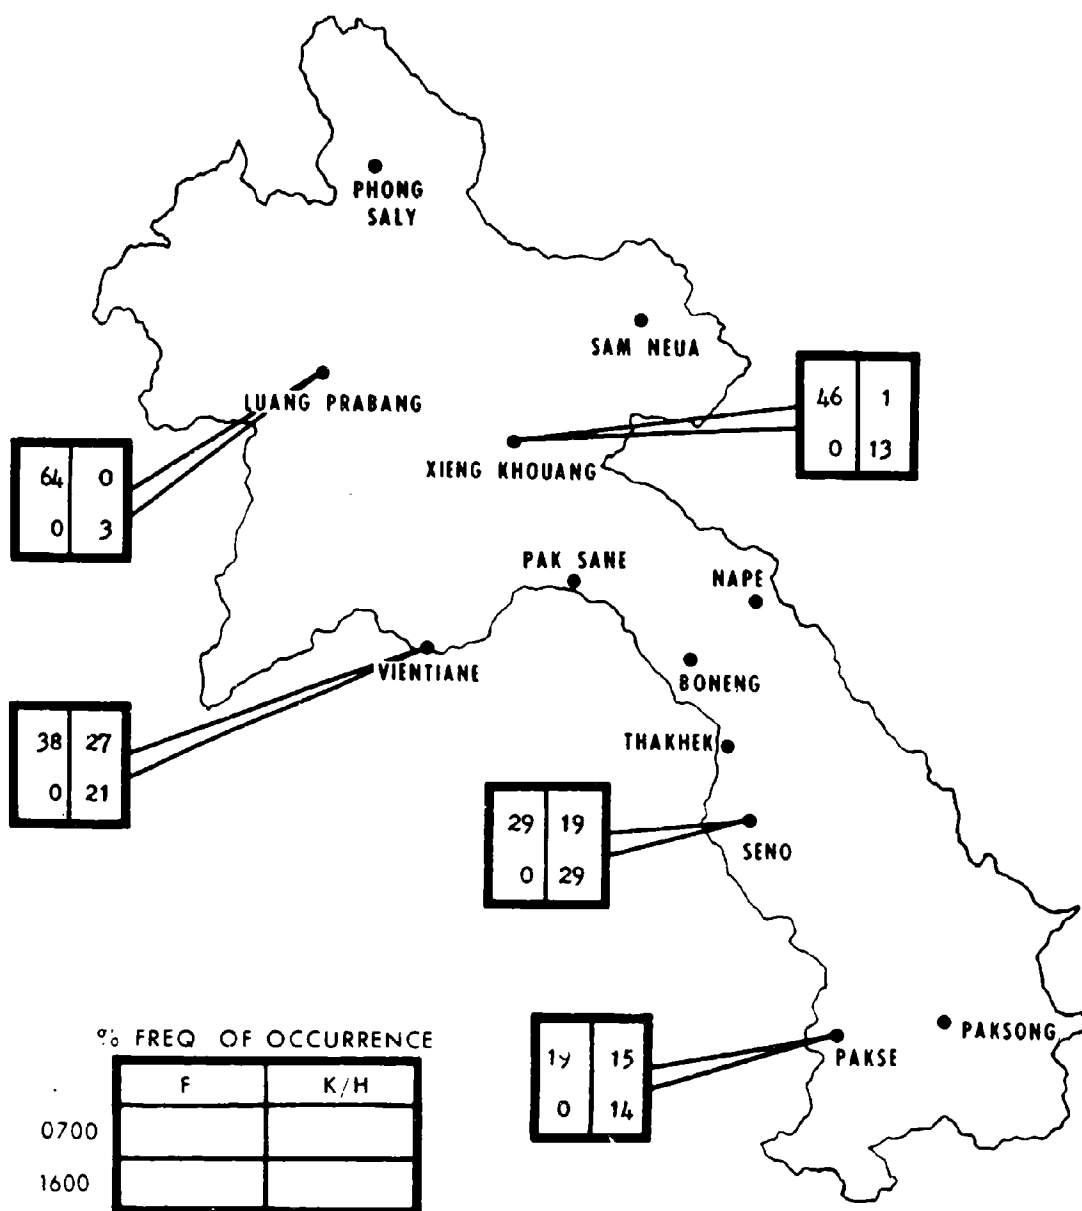 PHONG
SALY
SAM NEUA
LUANG PRABANG
46 1
0 13
XIENG KHOUANG
64 0
0 3
PAK SANE
NAPE
VIENTIANE
BONENG
38 27
0 21
THAKHEK
29 19
0 29
SENO
19 15
0 14
PAKSE
PAKSONG
% FREQ OF OCCURRENCE
F K/H
0700
1600